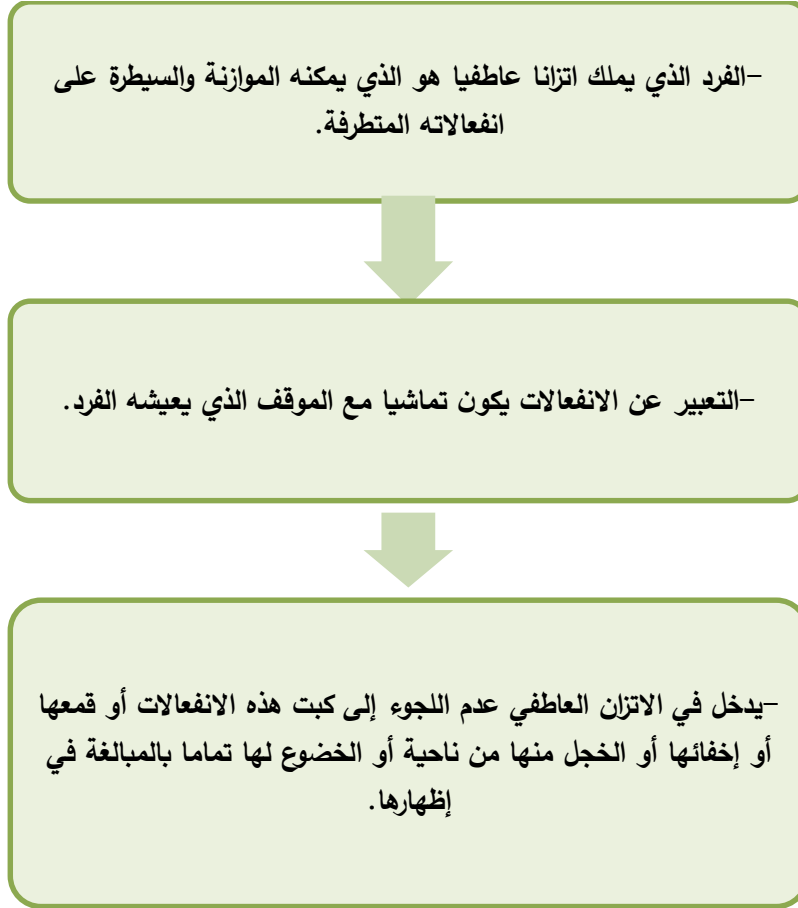 -الفرد الذي يملك اتزانا عاطفيا هو الذي يمكنه الموازنة والسيطرة على
انفعالاته المتطرفة.
-التعبير عن الانفعالات يكون تماشيا مع الموقف الذي يعيشه الفرد.
-يدخل في الاتزان العاطفي عدم اللجوء إلى كبت هذه الانفعالات أو قمعها
أو إخفائها أو الخجل منها من ناحية أو الخضوع لها تماما بالمبالغة في
إظهارها.